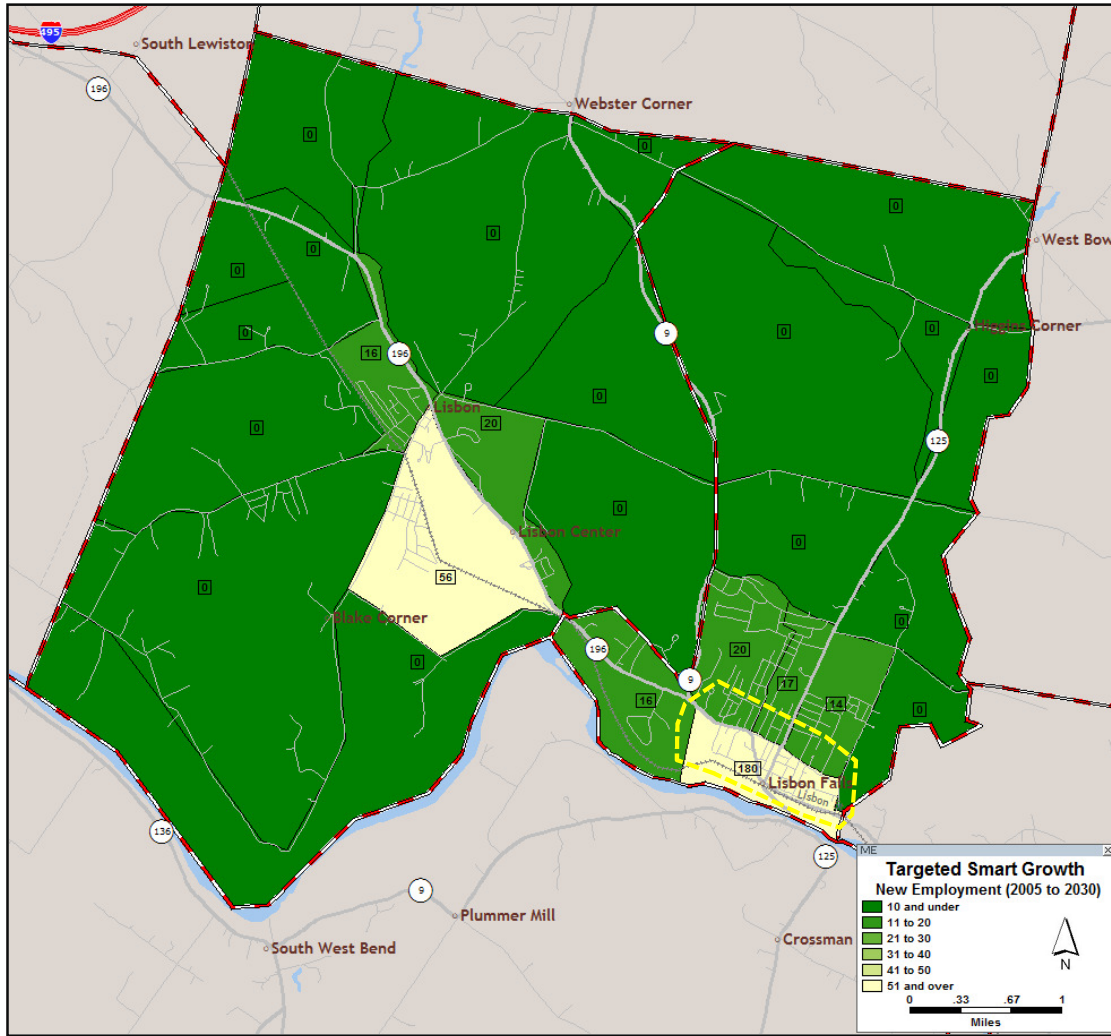 495
South Lewiston
196
Webster Corner
0
0
0
0
West Bow
0
0
0
9
0
0
0
Higgins Corner
16
196
0
0
Lisbon
0
20
125
0
Lisbon Center
0
56
0
Blake Corner
0
0
196
20
9
17
16
14
0
180
Lisbon Falls
Lisbon
136
125
9
Plummer Mill
Crossman
South West Bend
ME
Targeted Smart Growth
New Employment (2005 to 2030)
10 and under
11 to 20
21 to 30
31 to 40
41 to 50
51 and over
N
0 .33 .67 1
Miles